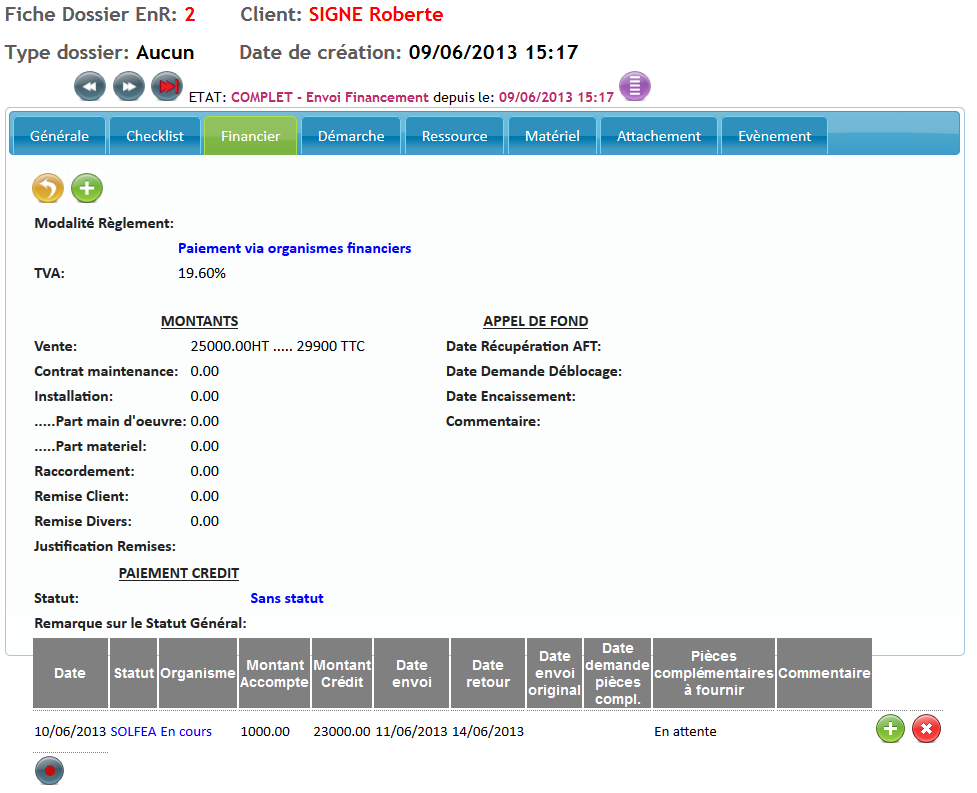 Fiche Dossier EnR: 2 Client: SIGNE Roberte
Type dossier: Aucun Date de création: 09/06/2013 15:17
ETAT: COMPLET - Envoi Financement depuis le: 09/06/2013 15:17
Générale Checklist Financier Démarche Ressource Matériel Attachement Evènement
Modalité Règlement:
Paiement via organismes financiers
TVA: 19.60%
MONTANTS APPEL DE FOND
Vente: 25000.00HT ..... 29900 TTC Date Récupération AFT:
Contrat maintenance: 0.00 Date Demande Déblocage:
Installation: 0.00 Date Encaissement:
.....Part main d'oeuvre: 0.00 Commentaire:
.....Part materiel: 0.00
Raccordement: 0.00
Remise Client: 0.00
Remise Divers: 0.00
Justification Remises:
PAIEMENT CREDIT
Statut: Sans statut
Remarque sur le Statut Général:
Date Statut Organisme Montant Accompte Montant Crédit Date envoi Date retour Date envoi original Date demande pièces compl. Pièces complémentaires à fournir Commentaire
10/06/2013 SOLFEA En cours 1000.00 23000.00 11/06/2013 14/06/2013 En attente